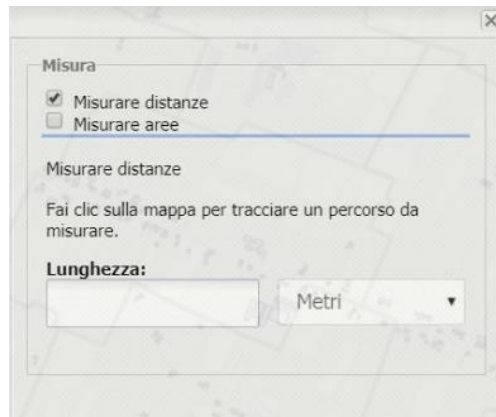 Misura
Misurare distanze
Misurare aree
Misurare distanze
Fai clic sulla mappa per tracciare un percorso da
misurare.
Lunghezza:
Metri